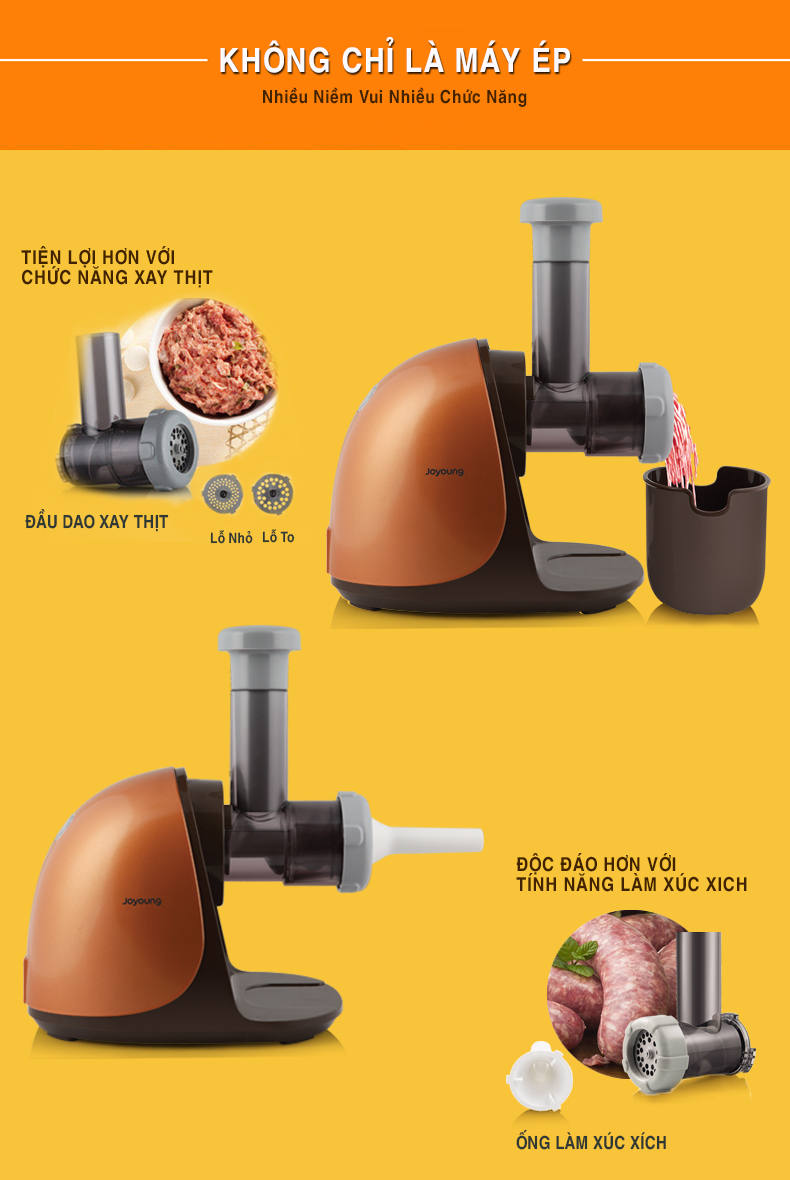 KHÔNG CHỈ LÀ MÁY ÉP
Nhiều Niềm Vui Nhiều Chức Năng
TIỆN LỢI HƠN VỚI
CHỨC NĂNG XAY THỊT
ĐẦU DAO XAY THỊT
Lỗ Nhỏ
Lỗ To
Joyoung
Joyoung
ĐỘC ĐÁO HƠN VỚI
TÍNH NĂNG LÀM XÚC XICH
ỐNG LÀM XÚC XÍCH